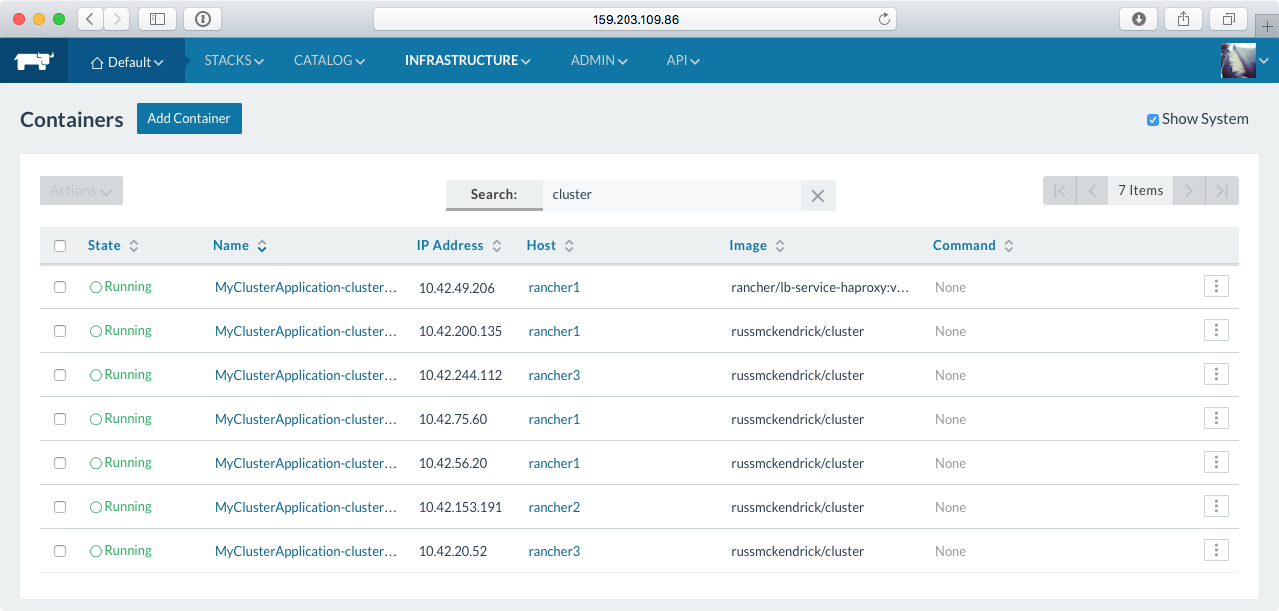 159.203.109.86
Default STACKS CATALOG INFRASTRUCTURE ADMIN API
Containers Add Container Show System
Actions Search: cluster 7 Items
State Name IP Address Host Image Command
Running MyClusterApplication-cluster... 10.42.49.206 rancher1 rancher/lb-service-haproxy:v... None
Running MyClusterApplication-cluster... 10.42.200.135 rancher1 russmckendrick/cluster None
Running MyClusterApplication-cluster... 10.42.244.112 rancher3 russmckendrick/cluster None
Running MyClusterApplication-cluster... 10.42.75.60 rancher1 russmckendrick/cluster None
Running MyClusterApplication-cluster... 10.42.56.20 rancher1 russmckendrick/cluster None
Running MyClusterApplication-cluster... 10.42.153.191 rancher2 russmckendrick/cluster None
Running MyClusterApplication-cluster... 10.42.20.52 rancher3 russmckendrick/cluster None